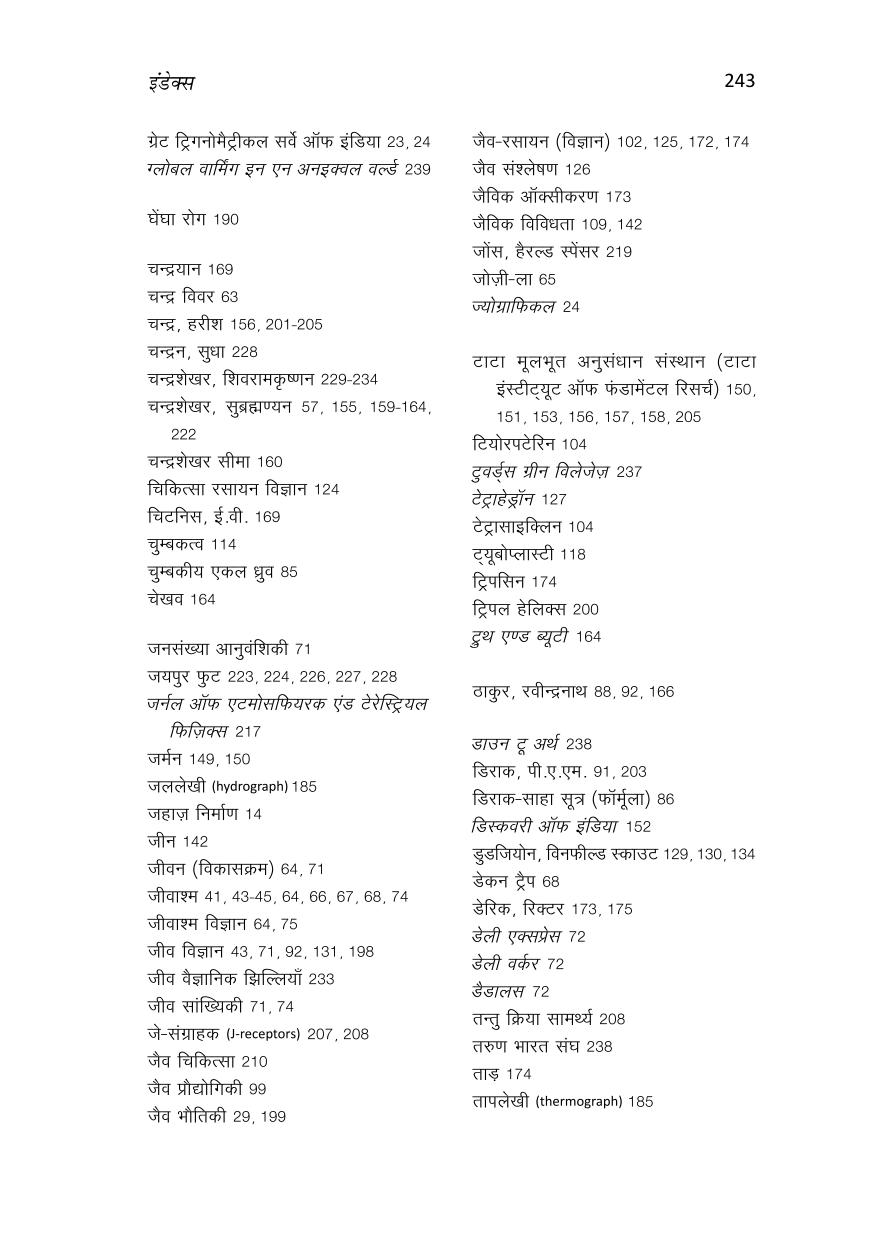 इंडेक्स 243
ग्रेट ट्रिगनोमैट्रीकल सर्वे ऑफ इंडिया 23, 24
ग्लोबल वार्मिंग इन एन अनइक्वल वर्ल्ड 239
घेंघा रोग 190
चन्द्रयान 169
चन्द्र विवर 63
चन्द्र, हरीश 156, 201-205
चन्द्रन, सुधा 228
चन्द्रशेखर, शिवरामकृष्णन 229-234
चन्द्रशेखर, सुब्रह्मण्यन 57, 155, 159-164,
222
चन्द्रशेखर सीमा 160
चिकित्सा रसायन विज्ञान 124
चिटनिस, ई.वी. 169
चुम्बकत्व 114
चुम्बकीय एकल ध्रुव 85
चेखव 164
जनसंख्या आनुवंशिकी 71
जयपुर फुट 223, 224, 226, 227, 228
जर्नल ऑफ एटमोसफियरक एंड टेरेस्ट्रियल
फिज़िक्स 217
जर्मन 149, 150
जललेखी (hydrograph) 185
जहाज़ निर्माण 14
जीन 142
जीवन (विकासक्रम) 64, 71
जीवाश्म 41, 43-45, 64, 66, 67, 68, 74
जीवाश्म विज्ञान 64, 75
जीव विज्ञान 43, 71, 92, 131, 198
जीव वैज्ञानिक झिल्लियाँ 233
जीव सांख्यिकी 71, 74
जे-संग्राहक (J-receptors) 207, 208
जैव चिकित्सा 210
जैव प्रौद्योगिकी 99
जैव भौतिकी 29, 199
जैव-रसायन (विज्ञान) 102, 125, 172, 174
जैव संश्लेषण 126
जैविक ऑक्सीकरण 173
जैविक विविधता 109, 142
जोंस, हैरल्ड स्पेंसर 219
जोज़ी-ला 65
ज्योग्राफिकल 24
टाटा मूलभूत अनुसंधान संस्थान (टाटा
इंस्टीट्यूट ऑफ फंडामेंटल रिसर्च) 150,
151, 153, 156, 157, 158, 205
टियोरपटेरिन 104
टुवर्ड्स ग्रीन विलेजेज़ 237
टेट्राहेड्रॉन 127
टेट्रासाइक्लिन 104
ट्यूबोप्लास्टी 118
ट्रिपसिन 174
ट्रिपल हेलिक्स 200
ट्रुथ एण्ड ब्यूटी 164
ठाकुर, रवीन्द्रनाथ 88, 92, 166
डाउन टू अर्थ 238
डिराक, पी.ए.एम. 91, 203
डिराक-साहा सूत्र (फॉर्मूला) 86
डिस्कवरी ऑफ इंडिया 152
डुडजियोन, विनफील्ड स्काउट 129, 130, 134
डेकन ट्रैप 68
डेरिक, रिक्टर 173, 175
डेली एक्सप्रेस 72
डेली वर्कर 72
डैडालस 72
तन्तु क्रिया सामर्थ्य 208
तरुण भारत संघ 238
ताड़ 174
तापलेखी (thermograph) 185